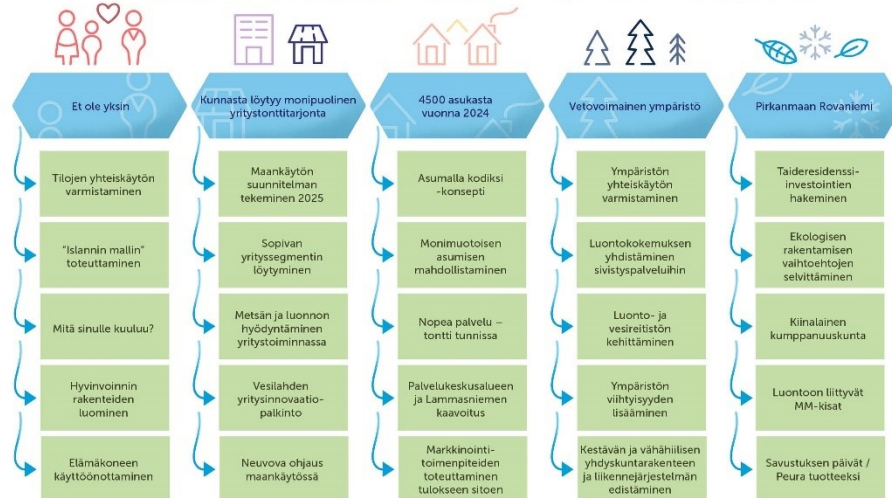 Et ole yksin
Tilojen yhteiskäytön
varmistaminen
"Islannin mallin"
toteuttaminen
Mitä sinulle kuuluu?
Hyvinvoinnin
rakenteiden
luominen
Elämäkoneen
käyttöönottaminen
Kunnasta löytyy monipuolinen
yritystonttitarjonta
Maankäytön
suunnitelman
tekeminen 2025
Sopivan
yrityssegmentin
löytyminen
Metsän ja luonnon
hyödyntäminen
yritystoiminnassa
Vesilahden
yritysinnovaatio-
palkinto
Neuvova ohjaus
maankäytössä
4500 asukasta
vuonna 2024
Asumalla kodiksi
-konsepti
Monimuotoisen
asumisen
mahdollistaminen
Nopea palvelu –
tontti tunnissa
Palvelukeskusalueen
ja Lammasniemen
kaavoitus
Markkinointi-
toimenpiteiden
toteuttaminen
tulokseen sitoen
Vetovoimainen ympäristö
Ympäristön
yhteiskäytön
varmistaminen
Luontokokemuksen
yhdistäminen
sivistyspalveluihin
Luonto- ja
vesireitistön
kehittäminen
Ympäristön
viihtyisyyden
lisääminen
Kestävän ja vähähiilisen
yhdyskuntarakenteen
ja liikennejärjestelmän
edistäminen
Pirkanmaan Rovaniemi
Taideresidenssi-
investointien
hakeminen
Ekologisen
rakentamisen
vaihtoehtojen
selvittäminen
Kiinalainen
kumppanuuskunta
Luontoon liittyvät
MM-kisat
Savustuksen päivät /
Peura tuotteeksi